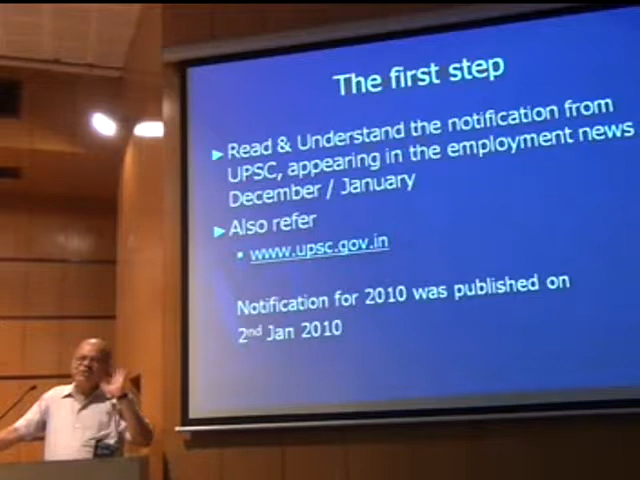 The first step
►Read & Understand the notification from
UPSC, appearing in the employment news
December / January
►Also refer
▪ www.upsc.gov.in
Notification for 2010 was published on
2nd Jan 2010